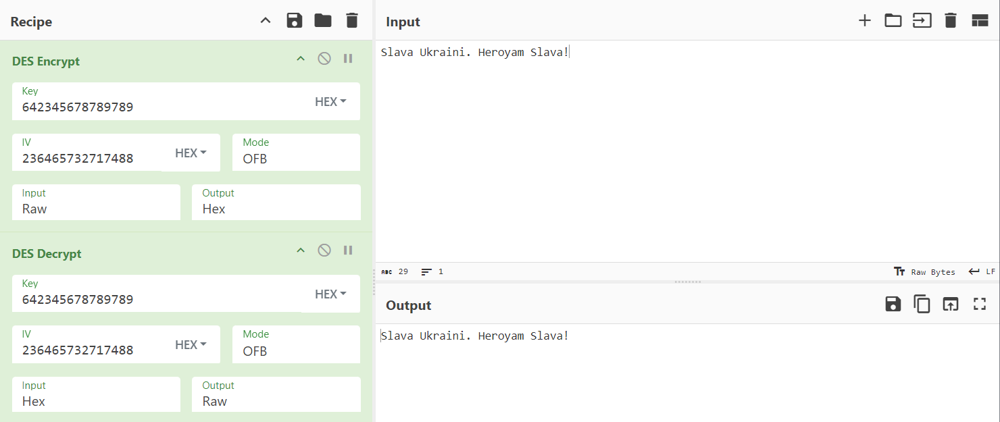 Recipe
DES Encrypt
Key
642345678789789
HEX
IV
236465732717488
HEX
Mode
OFB
Input
Raw
Output
Hex
DES Decrypt
Key
642345678789789
HEX
IV
236465732717488
HEX
Mode
OFB
Input
Hex
Output
Raw
Input
Slava Ukraini. Heroyam Slava!
ABC 29 1 Tт Raw Bytes LF
Output
Slava Ukraini. Heroyam Slava!